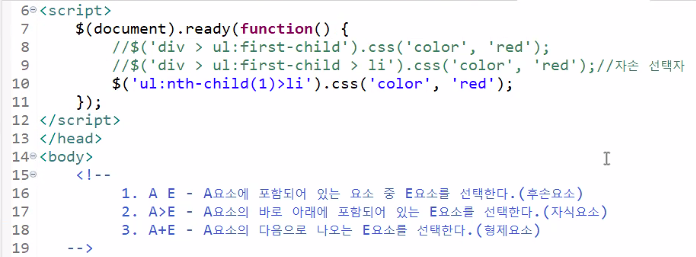 6 <script>
7 $(document).ready(function() {
8 //$('div > ul:first-child').css('color', 'red');
9 //$('div > ul:first-child > li').css('color', 'red');//자손 선택자
10 $('ul:nth-child(1)>li').css('color', 'red');
11 });
12 </script>
13 </head>
14 <body>
15 <!--
16 1. A E - A요소에 포함되어 있는 요소 중 E요소를 선택한다.(후손요소)
17 2. A>E - A요소의 바로 아래에 포함되어 있는 E요소를 선택한다.(자식요소)
18 3. A+E - A요소의 다음으로 나오는 E요소를 선택한다.(형제요소)
19 -->